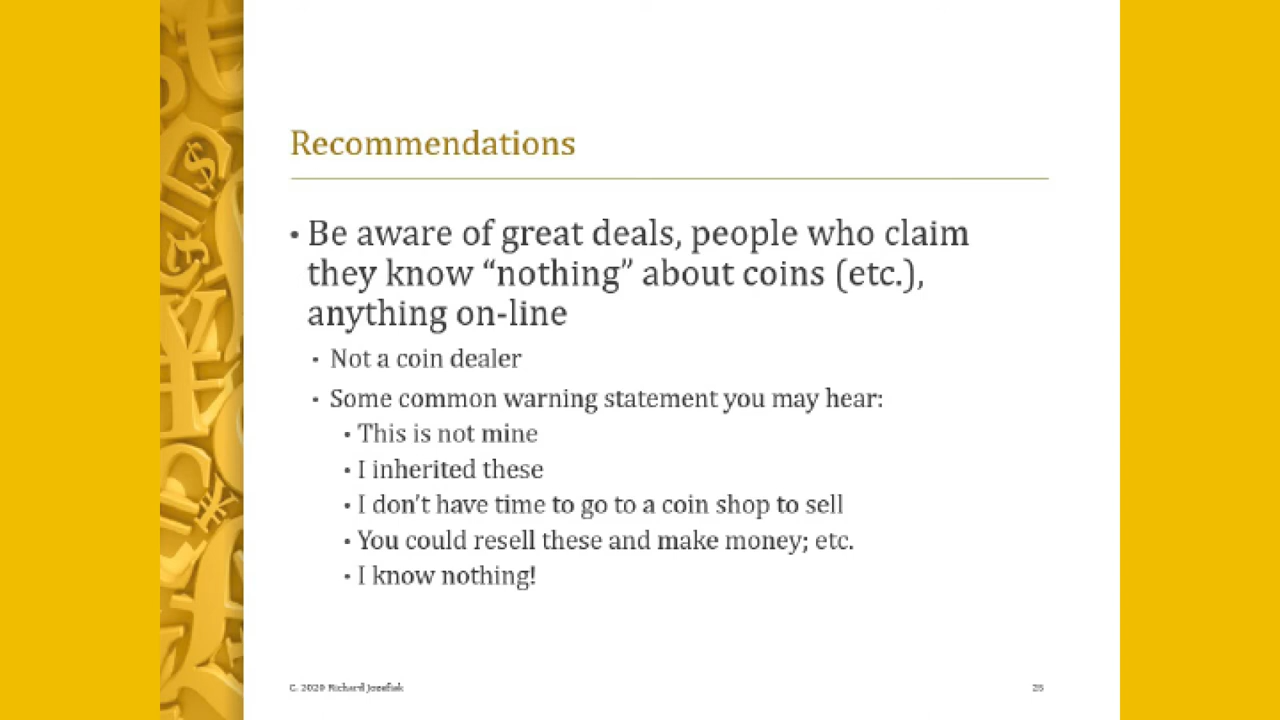 Recommendations
• Be aware of great deals, people who claim
they know “nothing” about coins (etc.),
anything on-line
• Not a coin dealer
• Some common warning statement you may hear:
• This is not mine
• I inherited these
• I don’t have time to go to a coin shop to sell
• You could resell these and make money; etc.
• I know nothing!
C. 2020 Richard Jozefiak